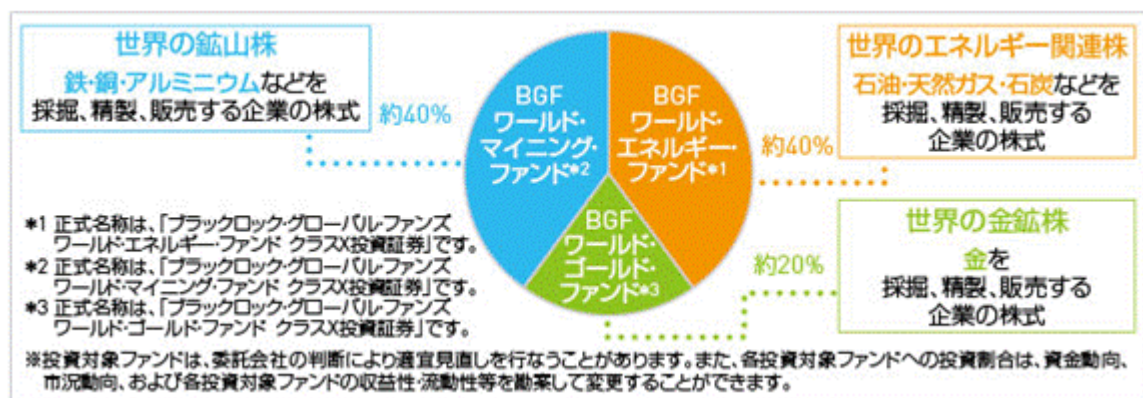 世界の鉱山株
鉄・銅・アルミニウムなどを
採掘、精製、販売する企業の株式
約40%
BGF
ワールド・
マイニング・
ファンド*2
BGF
ワールド・
エネルギー・
ファンド*1
約40%
世界のエネルギー関連株
石油・天然ガス・石炭などを
採掘、精製、販売する
企業の株式
BGF
ワールド・
ゴールド・
ファンド*3
約20%
世界の金鉱株
金を
採掘、精製、販売する
企業の株式
*1 正式名称は、「ブラックロック・グローバル・ファンズ
ワールド・エネルギー・ファンド クラスX投資証券」です。
*2 正式名称は、「ブラックロック・グローバル・ファンズ
ワールド・マイニング・ファンド クラスX投資証券」です。
*3 正式名称は、「ブラックロック・グローバル・ファンズ
ワールド・ゴールド・ファンド クラスX投資証券」です。
※投資対象ファンドは、委託会社の判断により適宜見直しを行なうことがあります。また、各投資対象ファンドへの投資割合は、資金動向、
市況動向、および各投資対象ファンドの収益性・流動性等を勘案して変更することができます。